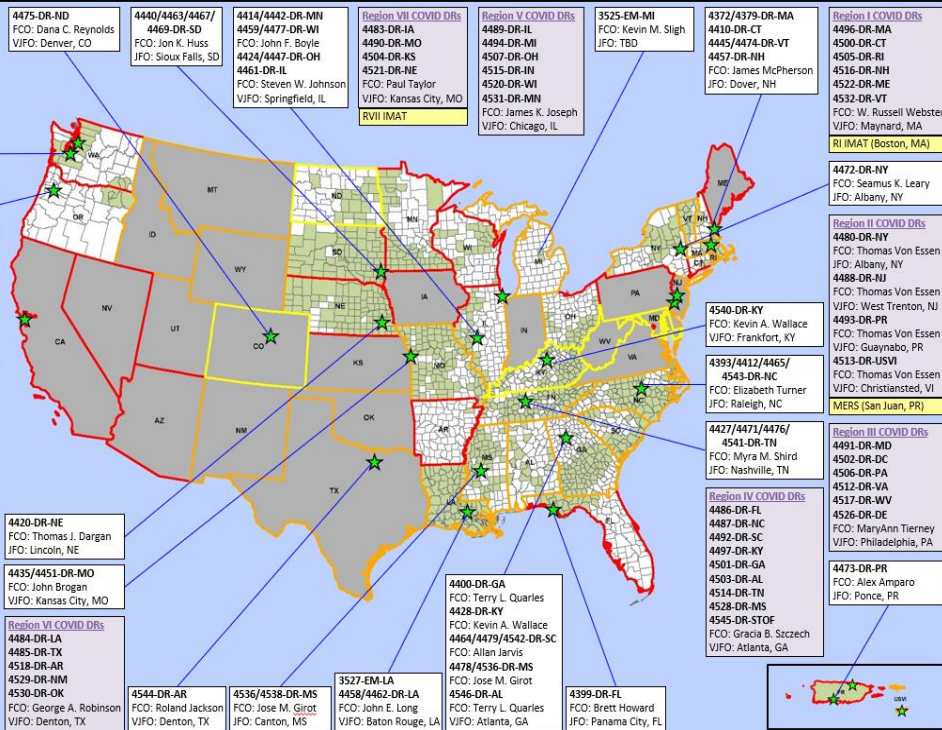 4475-DR-ND
FCO: Dana C. Reynolds
VJFO: Denver, CO
4440/4463/4467/
4469-DR-SD
FCO: Jon K. Huss
JFO: Sioux Falls, SD
4414/4442-DR-MN
4459/4477-DR-WI
FCO: John F. Boyle
4424/4447-DR-OH
4461-DR-IL
FCO: Steven W. Johnson
VJFO: Springfield, IL
Region VII COVID DRs
4483-DR-IA
4490-DR-MO
4504-DR-KS
4521-DR-NE
FCO: Paul Taylor
VJFO: Kansas City, MO
RVII IMAT
Region V COVID DRs
4489-DR-IL
4494-DR-MI
4507-DR-OH
4515-DR-IN
4520-DR-WI
4531-DR-MN
FCO: James K. Joseph
VJFO: Chicago, IL
3525-EM-MI
FCO: Kevin M. Sligh
JFO: TBD
4372/4379-DR-MA
4410-DR-CT
4445/4474-DR-VT
4457-DR-NH
FCO: James McPherson
JFO: Dover, NH
Region I COVID DRs
4496-DR-MA
4500-DR-CT
4505-DR-RI
4516-DR-NH
4522-DR-ME
4532-DR-VT
FCO: W. Russell Webster
VJFO: Maynard, MA
RI IMAT (Boston, MA)
4472-DR-NY
FCO: Seamus K. Leary
JFO: Albany, NY
Region II COVID DRs
4480-DR-NY
FCO: Thomas Von Essen
JFO: Albany, NY
4488-DR-NJ
FCO: Thomas Von Essen
VJFO: West Trenton, NJ
4493-DR-PR
FCO: Thomas Von Essen
VJFO: Guaynabo, PR
4513-DR-USVI
FCO: Thomas Von Essen
VJFO: Christiansted, VI
MERS (San Juan, PR)
Region III COVID DRs
4491-DR-MD
4502-DR-DC
4506-DR-PA
4512-DR-VA
4517-DR-WV
4526-DR-DE
FCO: MaryAnn Tierney
VJFO: Philadelphia, PA
4473-DR-PR
FCO: Alex Amparo
JFO: Ponce, PR
4540-DR-KY
FCO: Kevin A. Wallace
VJFO: Frankfort, KY
4393/4412/4465/
4543-DR-NC
FCO: Elizabeth Turner
JFO: Raleigh, NC
4427/4471/4476/
4541-DR-TN
FCO: Myra M. Shird
JFO: Nashville, TN
Region IV COVID DRs
4486-DR-FL
4487-DR-NC
4492-DR-SC
4497-DR-KY
4501-DR-GA
4503-DR-AL
4514-DR-TN
4528-DR-MS
4545-DR-STOF
FCO: Gracia B. Szczech
VJFO: Atlanta, GA
WA
OR
MT
ID
WY
ND
SD
NE
MN
WI
IA
MI
IL
IN
OH
PA
NY
VT
NH
ME
MA
CT
RI
NJ
MD
WV
VA
KY
NC
TN
SC
GA
AL
MS
LA
AR
MO
KS
OK
TX
NM
AZ
UT
CO
NV
CA
FL
4420-DR-NE
FCO: Thomas J. Dargan
JFO: Lincoln, NE
4435/4451-DR-MO
FCO: John Brogan
VJFO: Kansas City, MO
Region VI COVID DRs
4484-DR-LA
4485-DR-TX
4518-DR-AR
4529-DR-NM
4530-DR-OK
FCO: George A. Robinson
VJFO: Denton, TX
4544-DR-AR
FCO: Roland Jackson
VJFO: Denton, TX
4536/4538-DR-MS
FCO: Jose M. Girot
JFO: Canton, MS
3527-EM-LA
4458/4462-DR-LA
FCO: John E. Long
VJFO: Baton Rouge, LA
4400-DR-GA
FCO: Terry L. Quarles
4428-DR-KY
FCO: Kevin A. Wallace
4464/4479/4542-DR-SC
FCO: Allan Jarvis
4478/4536-DR-MS
FCO: Jose M. Girot
4546-DR-AL
FCO: Terry L. Quarles
VJFO: Atlanta, GA
4399-DR-FL
FCO: Brett Howard
JFO: Panama City, FL
PR
USVI